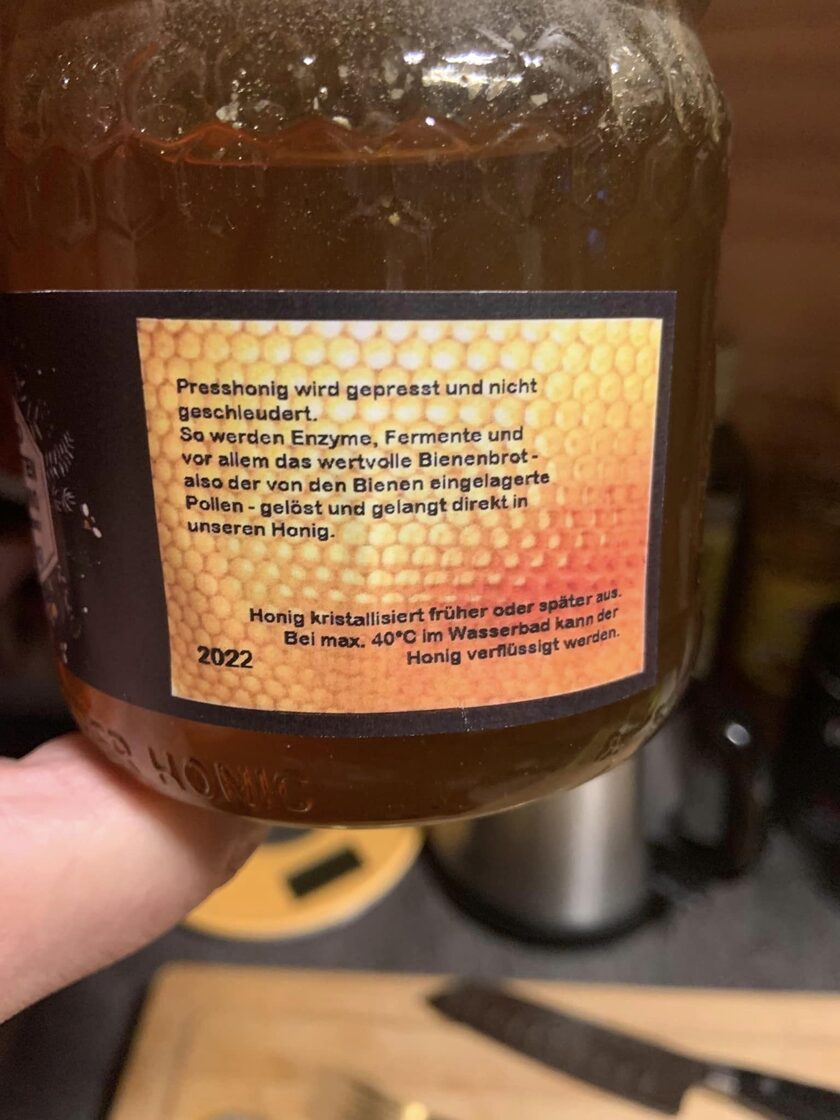 Presshonig wird gepresst und nicht
geschleudert.
So werden Enzyme, Fermente und
vor allem das wertvolle Bienenbrot -
also der von den Bienen eingelagerte
Pollen - gelöst und gelangt direkt in
unseren Honig.
Honig kristallisiert früher oder später aus.
Bei max. 40°C im Wasserbad kann der
Honig verflüssigt werden.
2022
HONIG